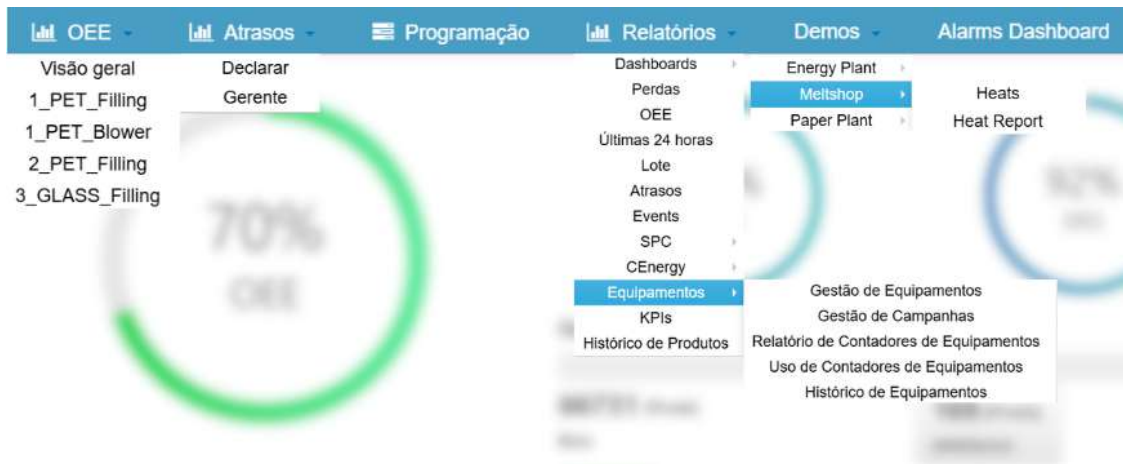 OEE
Atrasos
Programação
Relatórios
Demos
Alarms Dashboard
Visão geral
1_PET_Filling
1_PET_Blower
2_PET_Filling
3_GLASS_Filling
Declarar
Gerente
Dashboards
Perdas
OEE
Últimas 24 horas
Lote
Atrasos
Events
SPC
CEnergy
Equipamentos
KPIs
Histórico de Produtos
Energy Plant
Meltshop
Paper Plant
Heats
Heat Report
Gestão de Equipamentos
Gestão de Campanhas
Relatório de Contadores de Equipamentos
Uso de Contadores de Equipamentos
Histórico de Equipamentos
70%
OEE
92%